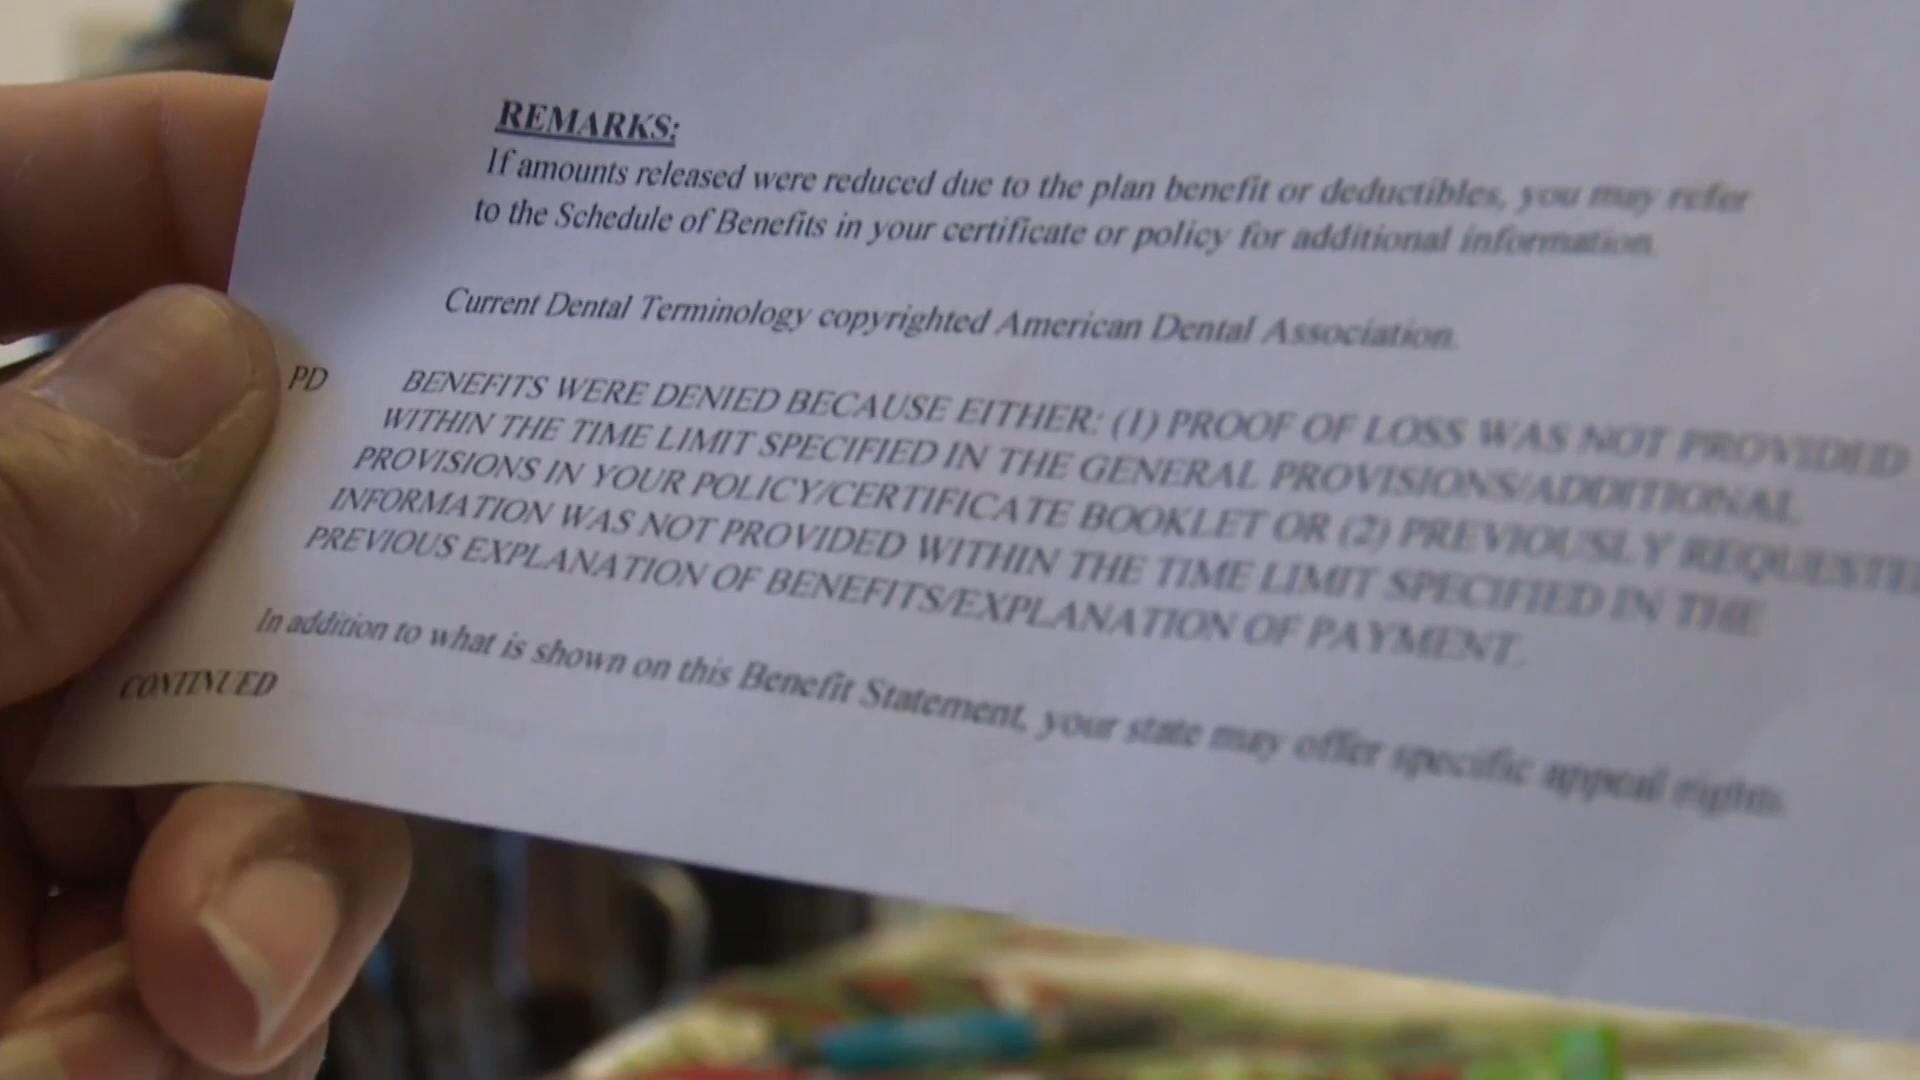 REMARKS:
If amounts released were reduced due to the plan benefit or deductibles, you may refer
to the Schedule of Benefits in your certificate or policy for additional information.
Current Dental Terminology copyrighted American Dental Association.
PD BENEFITS WERE DENIED BECAUSE EITHER: (1) PROOF OF LOSS WAS NOT PROVIDED
WITHIN THE TIME LIMIT SPECIFIED IN THE GENERAL PROVISIONS/ADDITIONAL
PROVISIONS IN YOUR POLICY/CERTIFICATE BOOKLET OR (2) PREVIOUSLY REQUESTED
INFORMATION WAS NOT PROVIDED WITHIN THE TIME LIMIT SPECIFIED IN THE
PREVIOUS EXPLANATION OF BENEFITS/EXPLANATION OF PAYMENT.
In addition to what is shown on this Benefit Statement, your state may offer specific appeal rights.
CONTINUED